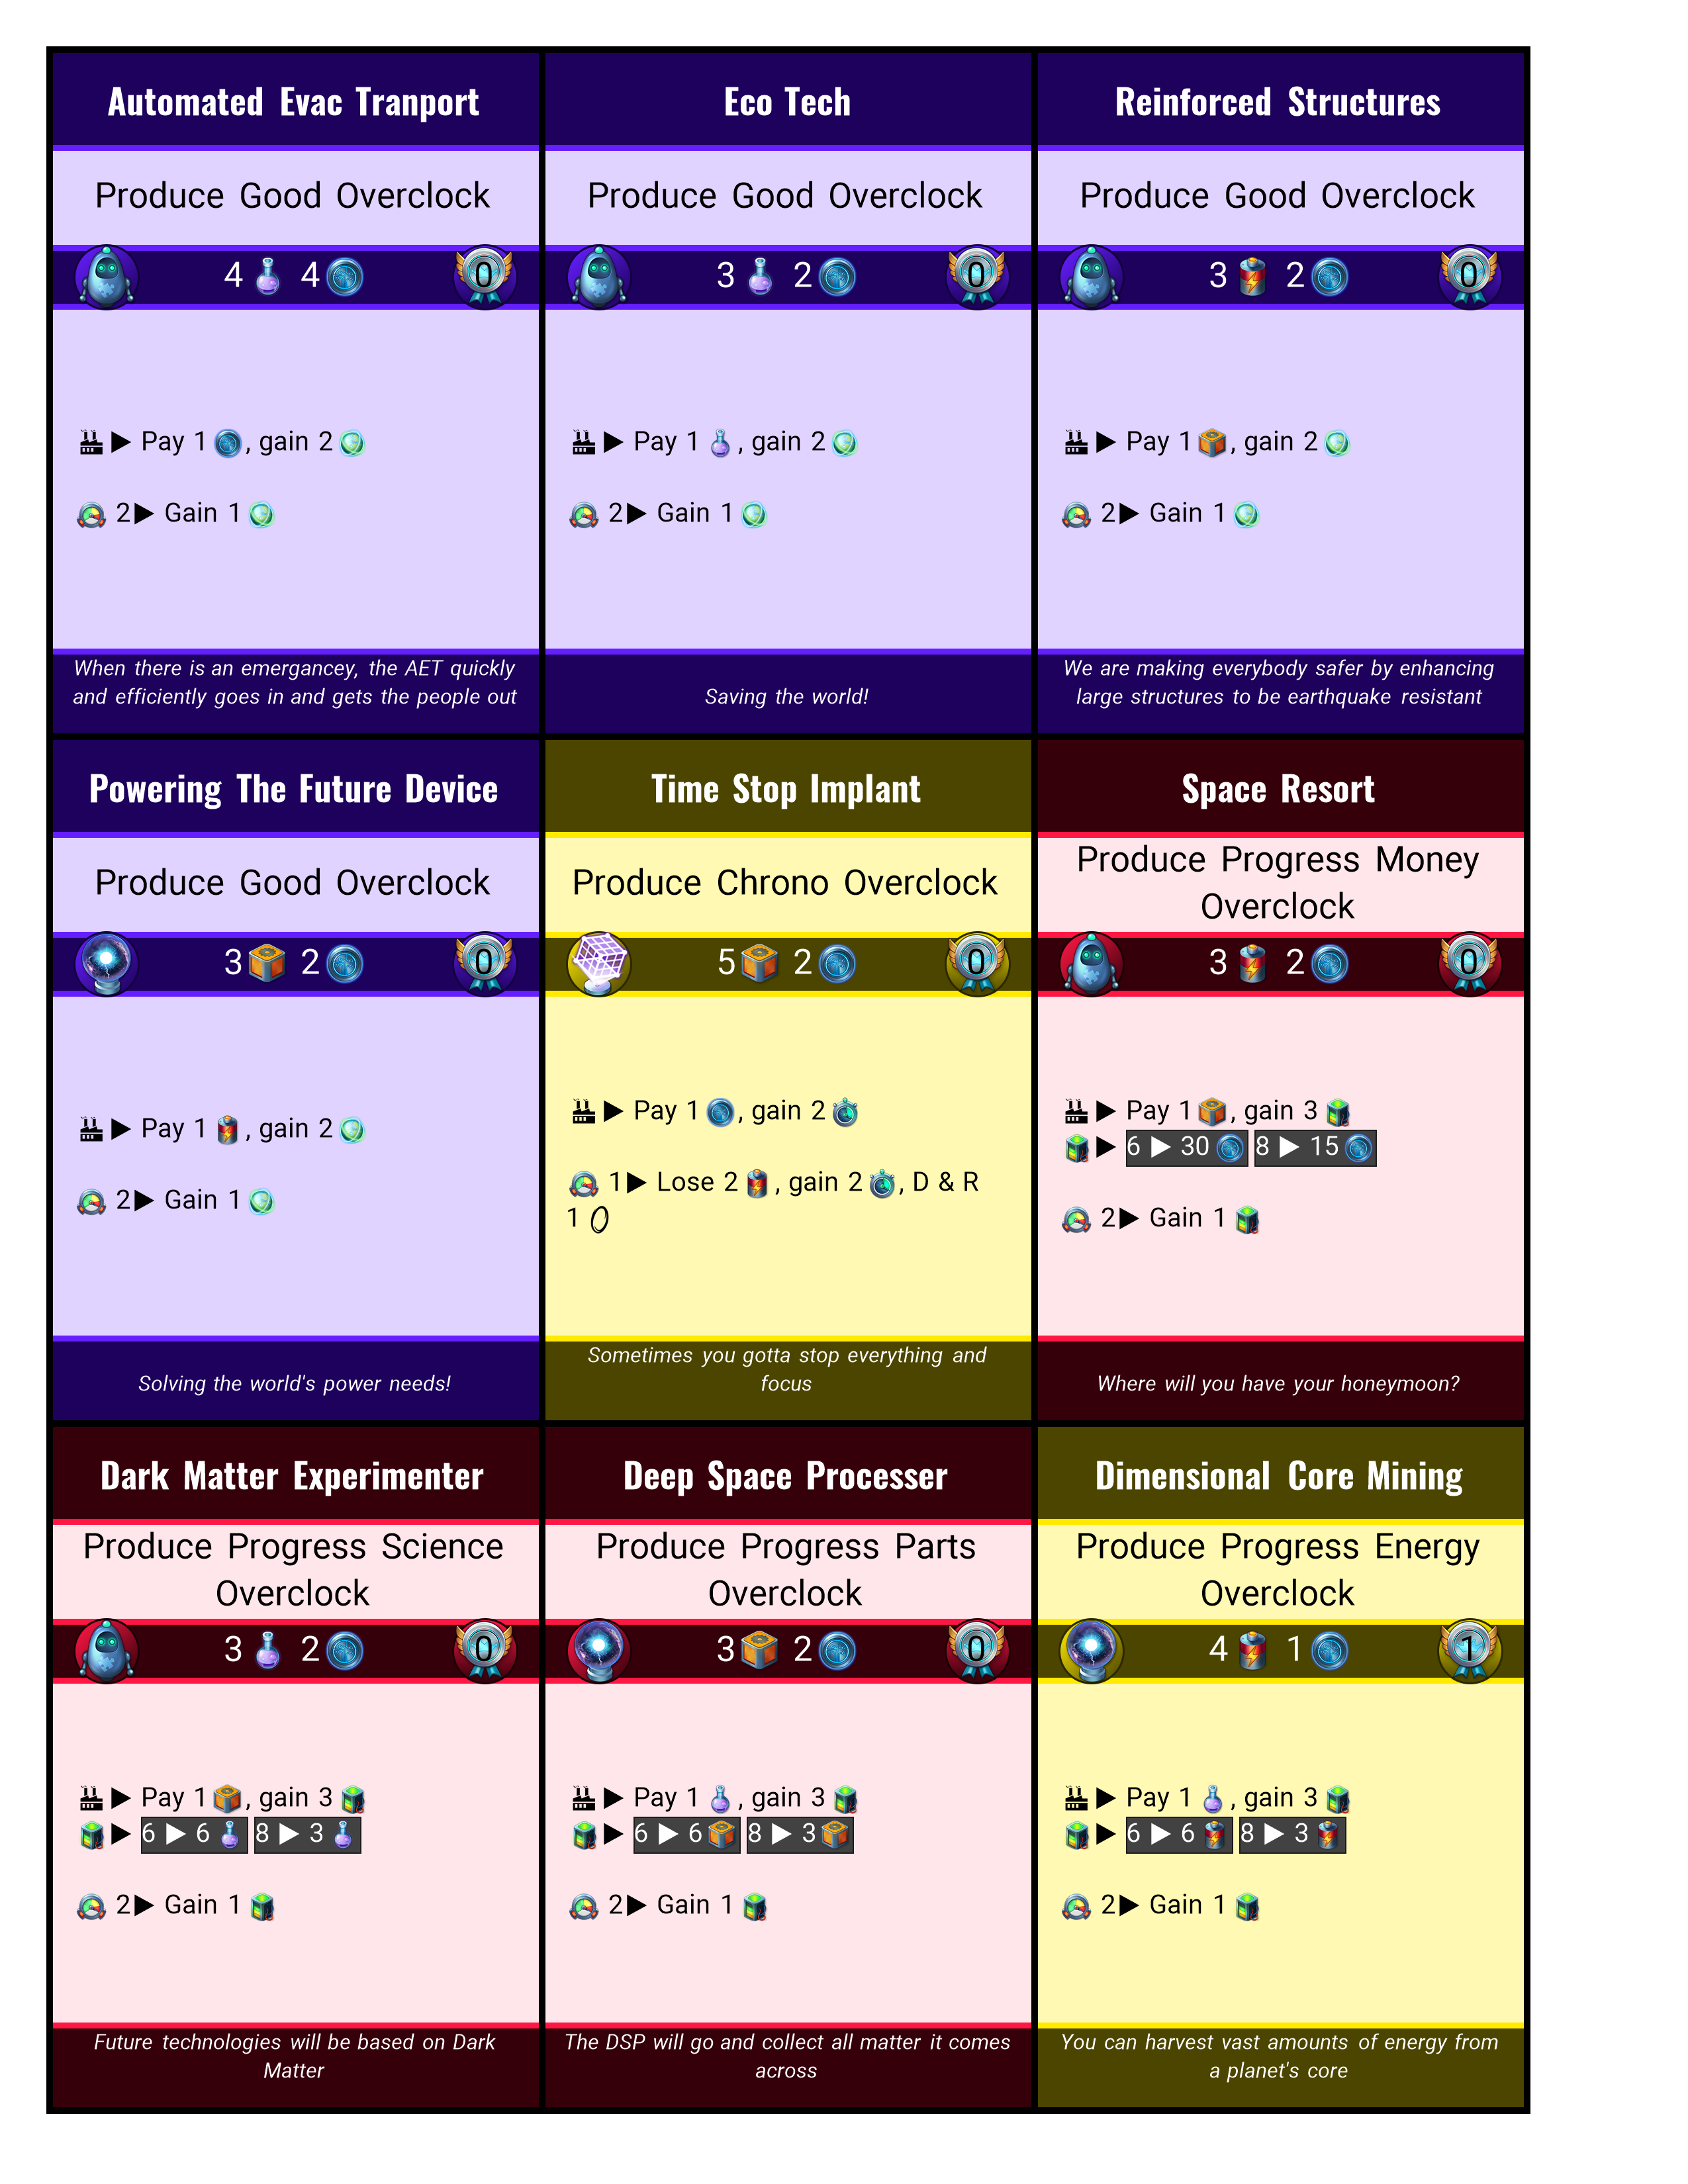 Automated Evac Tranport
Produce Good Overclock
4 4 0
▶ Pay 1, gain 2
2▶ Gain 1
When there is an emergancey, the AET quickly
and efficiently goes in and gets the people out
Eco Tech
Produce Good Overclock
3 2 0
▶ Pay 1, gain 2
2▶ Gain 1
Saving the world!
Reinforced Structures
Produce Good Overclock
3 2 0
▶ Pay 1, gain 2
2▶ Gain 1
We are making everybody safer by enhancing
large structures to be earthquake resistant
Powering The Future Device
Produce Good Overclock
3 2 0
▶ Pay 1, gain 2
2▶ Gain 1
Solving the world's power needs!
Time Stop Implant
Produce Chrono Overclock
5 2 0
▶ Pay 1, gain 2
1▶ Lose 2, gain 2, D & R
1
Sometimes you gotta stop everything and
focus
Space Resort
Produce Progress Money
Overclock
3 2 0
▶ Pay 1, gain 3
▶ 6 ▶ 30 8 ▶ 15
2▶ Gain 1
Where will you have your honeymoon?
Dark Matter Experimenter
Produce Progress Science
Overclock
3 2 0
▶ Pay 1, gain 3
▶ 6 ▶ 6 8 ▶ 3
2▶ Gain 1
Future technologies will be based on Dark
Matter
Deep Space Processer
Produce Progress Parts
Overclock
3 2 0
▶ Pay 1, gain 3
▶ 6 ▶ 6 8 ▶ 3
2▶ Gain 1
The DSP will go and collect all matter it comes
across
Dimensional Core Mining
Produce Progress Energy
Overclock
4 1 1
▶ Pay 1, gain 3
▶ 6 ▶ 6 8 ▶ 3
2▶ Gain 1
You can harvest vast amounts of energy from
a planet's core